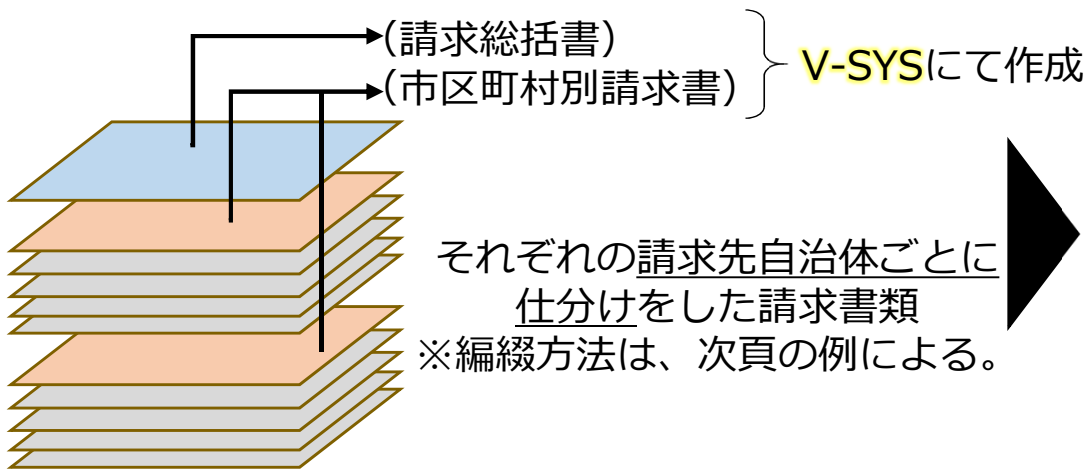 (請求総括書)
(市区町村別請求書)
V-SYSにて作成
それぞれの請求先自治体ごとに
仕分けをした請求書類
※編綴方法は、次頁の例による。